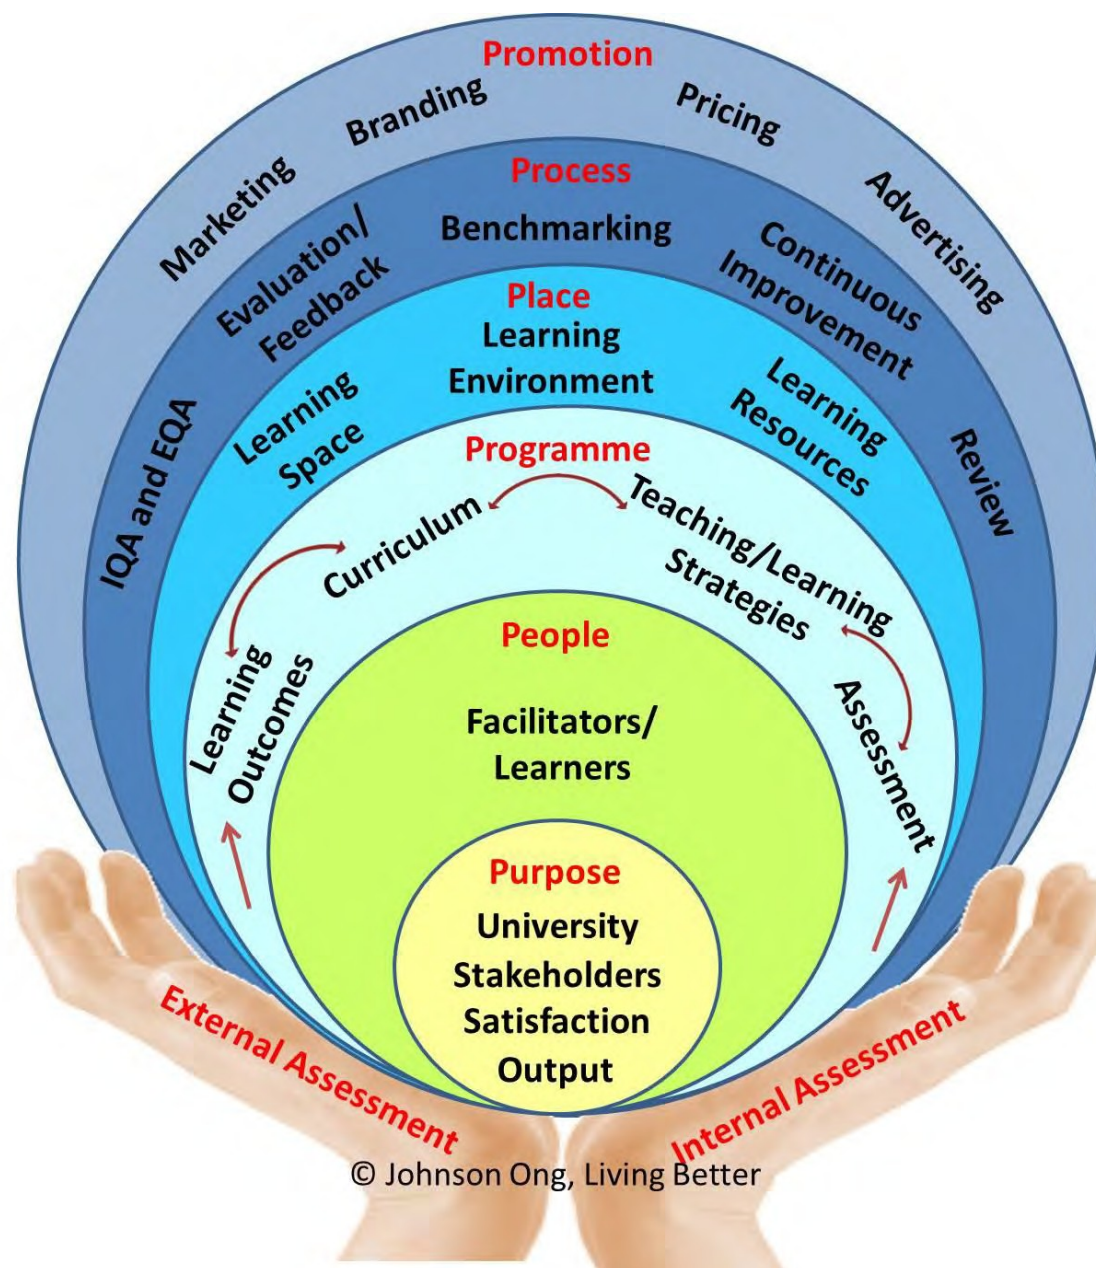 Promotion
Marketing
Branding
Pricing
Advertising
Process
IQA and EQA
Evaluation/
Feedback
Benchmarking
Continuous
Improvement
Review
Place
Learning
Space
Learning
Environment
Learning
Resources
Programme
Learning
Outcomes
Curriculum
Teaching/Learning
Strategies
Assessment
People
Facilitators/
Learners
Purpose
University
Stakeholders
Satisfaction
Output
External Assessment
Internal Assessment
© Johnson Ong, Living Better